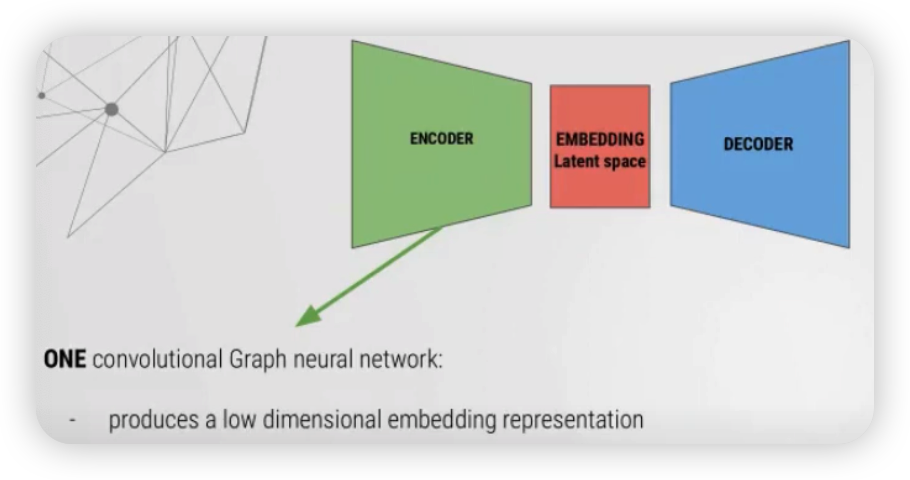 ENCODER
EMBEDDING
Latent space
DECODER
ONE convolutional Graph neural network:
- produces a low dimensional embedding representation